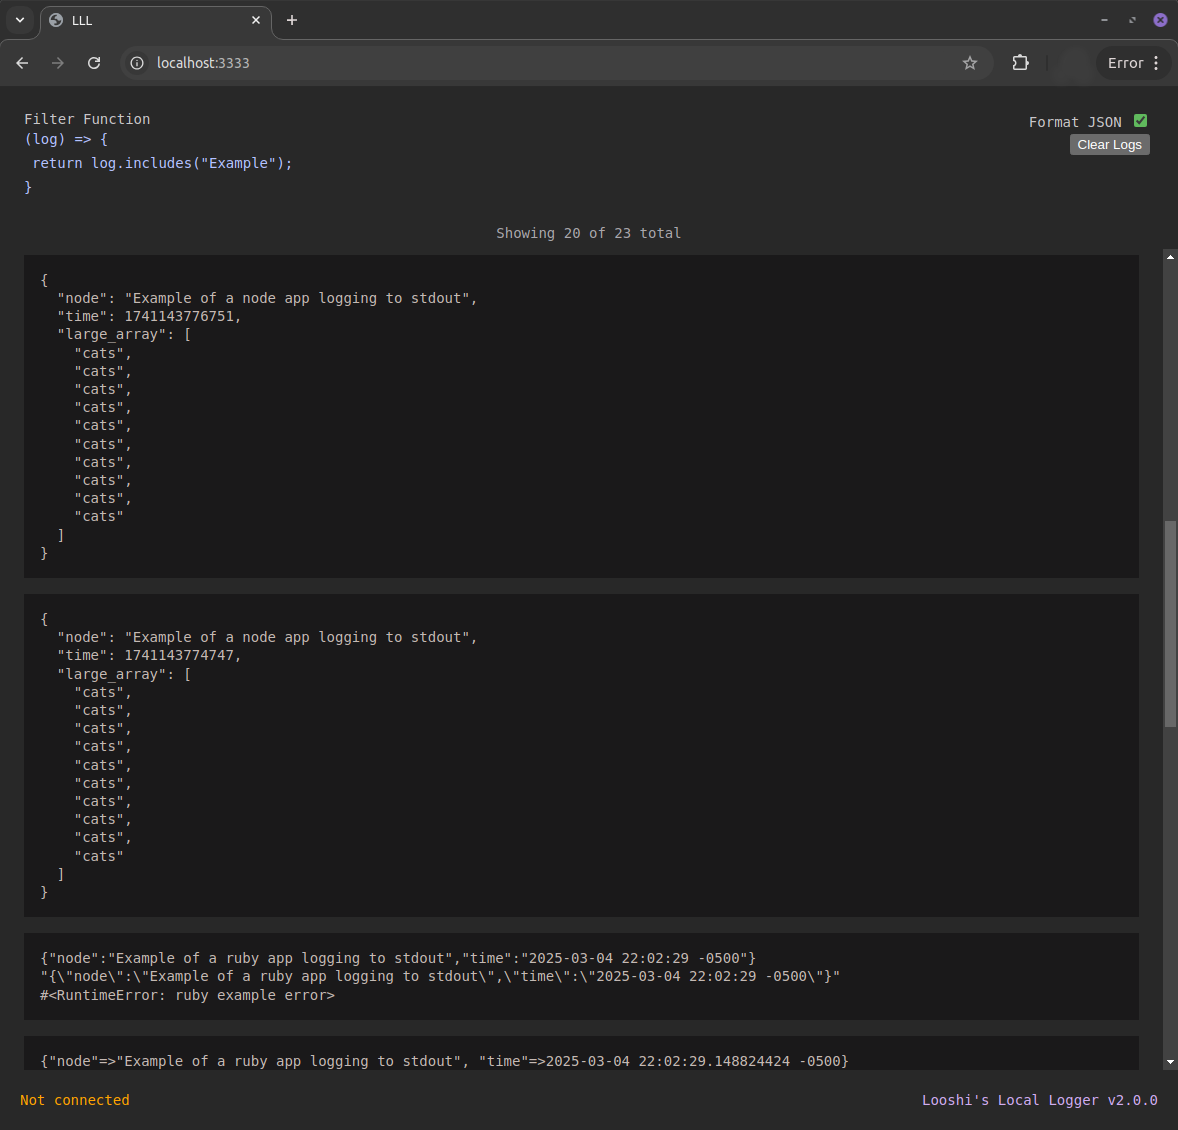 LLL
localhost:3333
Error
Filter Function
(log) => {
return log.includes("Example");
}
Format JSON
Clear Logs
Showing 20 of 23 total
{
  "node": "Example of a node app logging to stdout",
  "time": 1741143776751,
  "large_array": [
    "cats",
    "cats",
    "cats",
    "cats",
    "cats",
    "cats",
    "cats",
    "cats",
    "cats",
    "cats"
  ]
}
{
  "node": "Example of a node app logging to stdout",
  "time": 1741143774747,
  "large_array": [
    "cats",
    "cats",
    "cats",
    "cats",
    "cats",
    "cats",
    "cats",
    "cats",
    "cats",
    "cats"
  ]
}
{"node":"Example of a ruby app logging to stdout","time":"2025-03-04 22:02:29 -0500"}
"{\"node\":\"Example of a ruby app logging to stdout\",\"time\":\"2025-03-04 22:02:29 -0500\"}"
#<RuntimeError: ruby example error>
{"node"=>"Example of a ruby app logging to stdout", "time"=>2025-03-04 22:02:29.148824424 -0500}
Not connected
Looshi's Local Logger v2.0.0